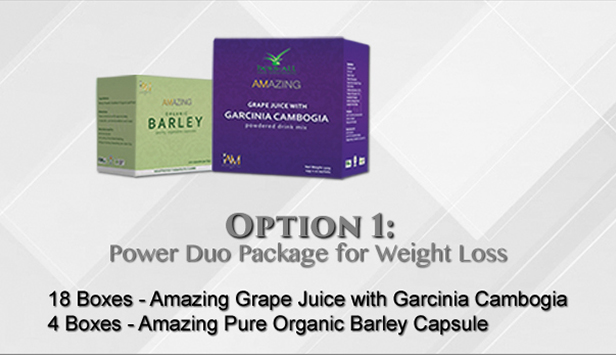 AMAZING
GRAPE JUICE WITH
GARCINIA CAMBOGIA
powdered drink mix
AMAZING
ORGANIC
BARLEY
OPTION 1:
Power Duo Package for Weight Loss
18 Boxes - Amazing Grape Juice with Garcinia Cambogia
4 Boxes - Amazing Pure Organic Barley Capsule